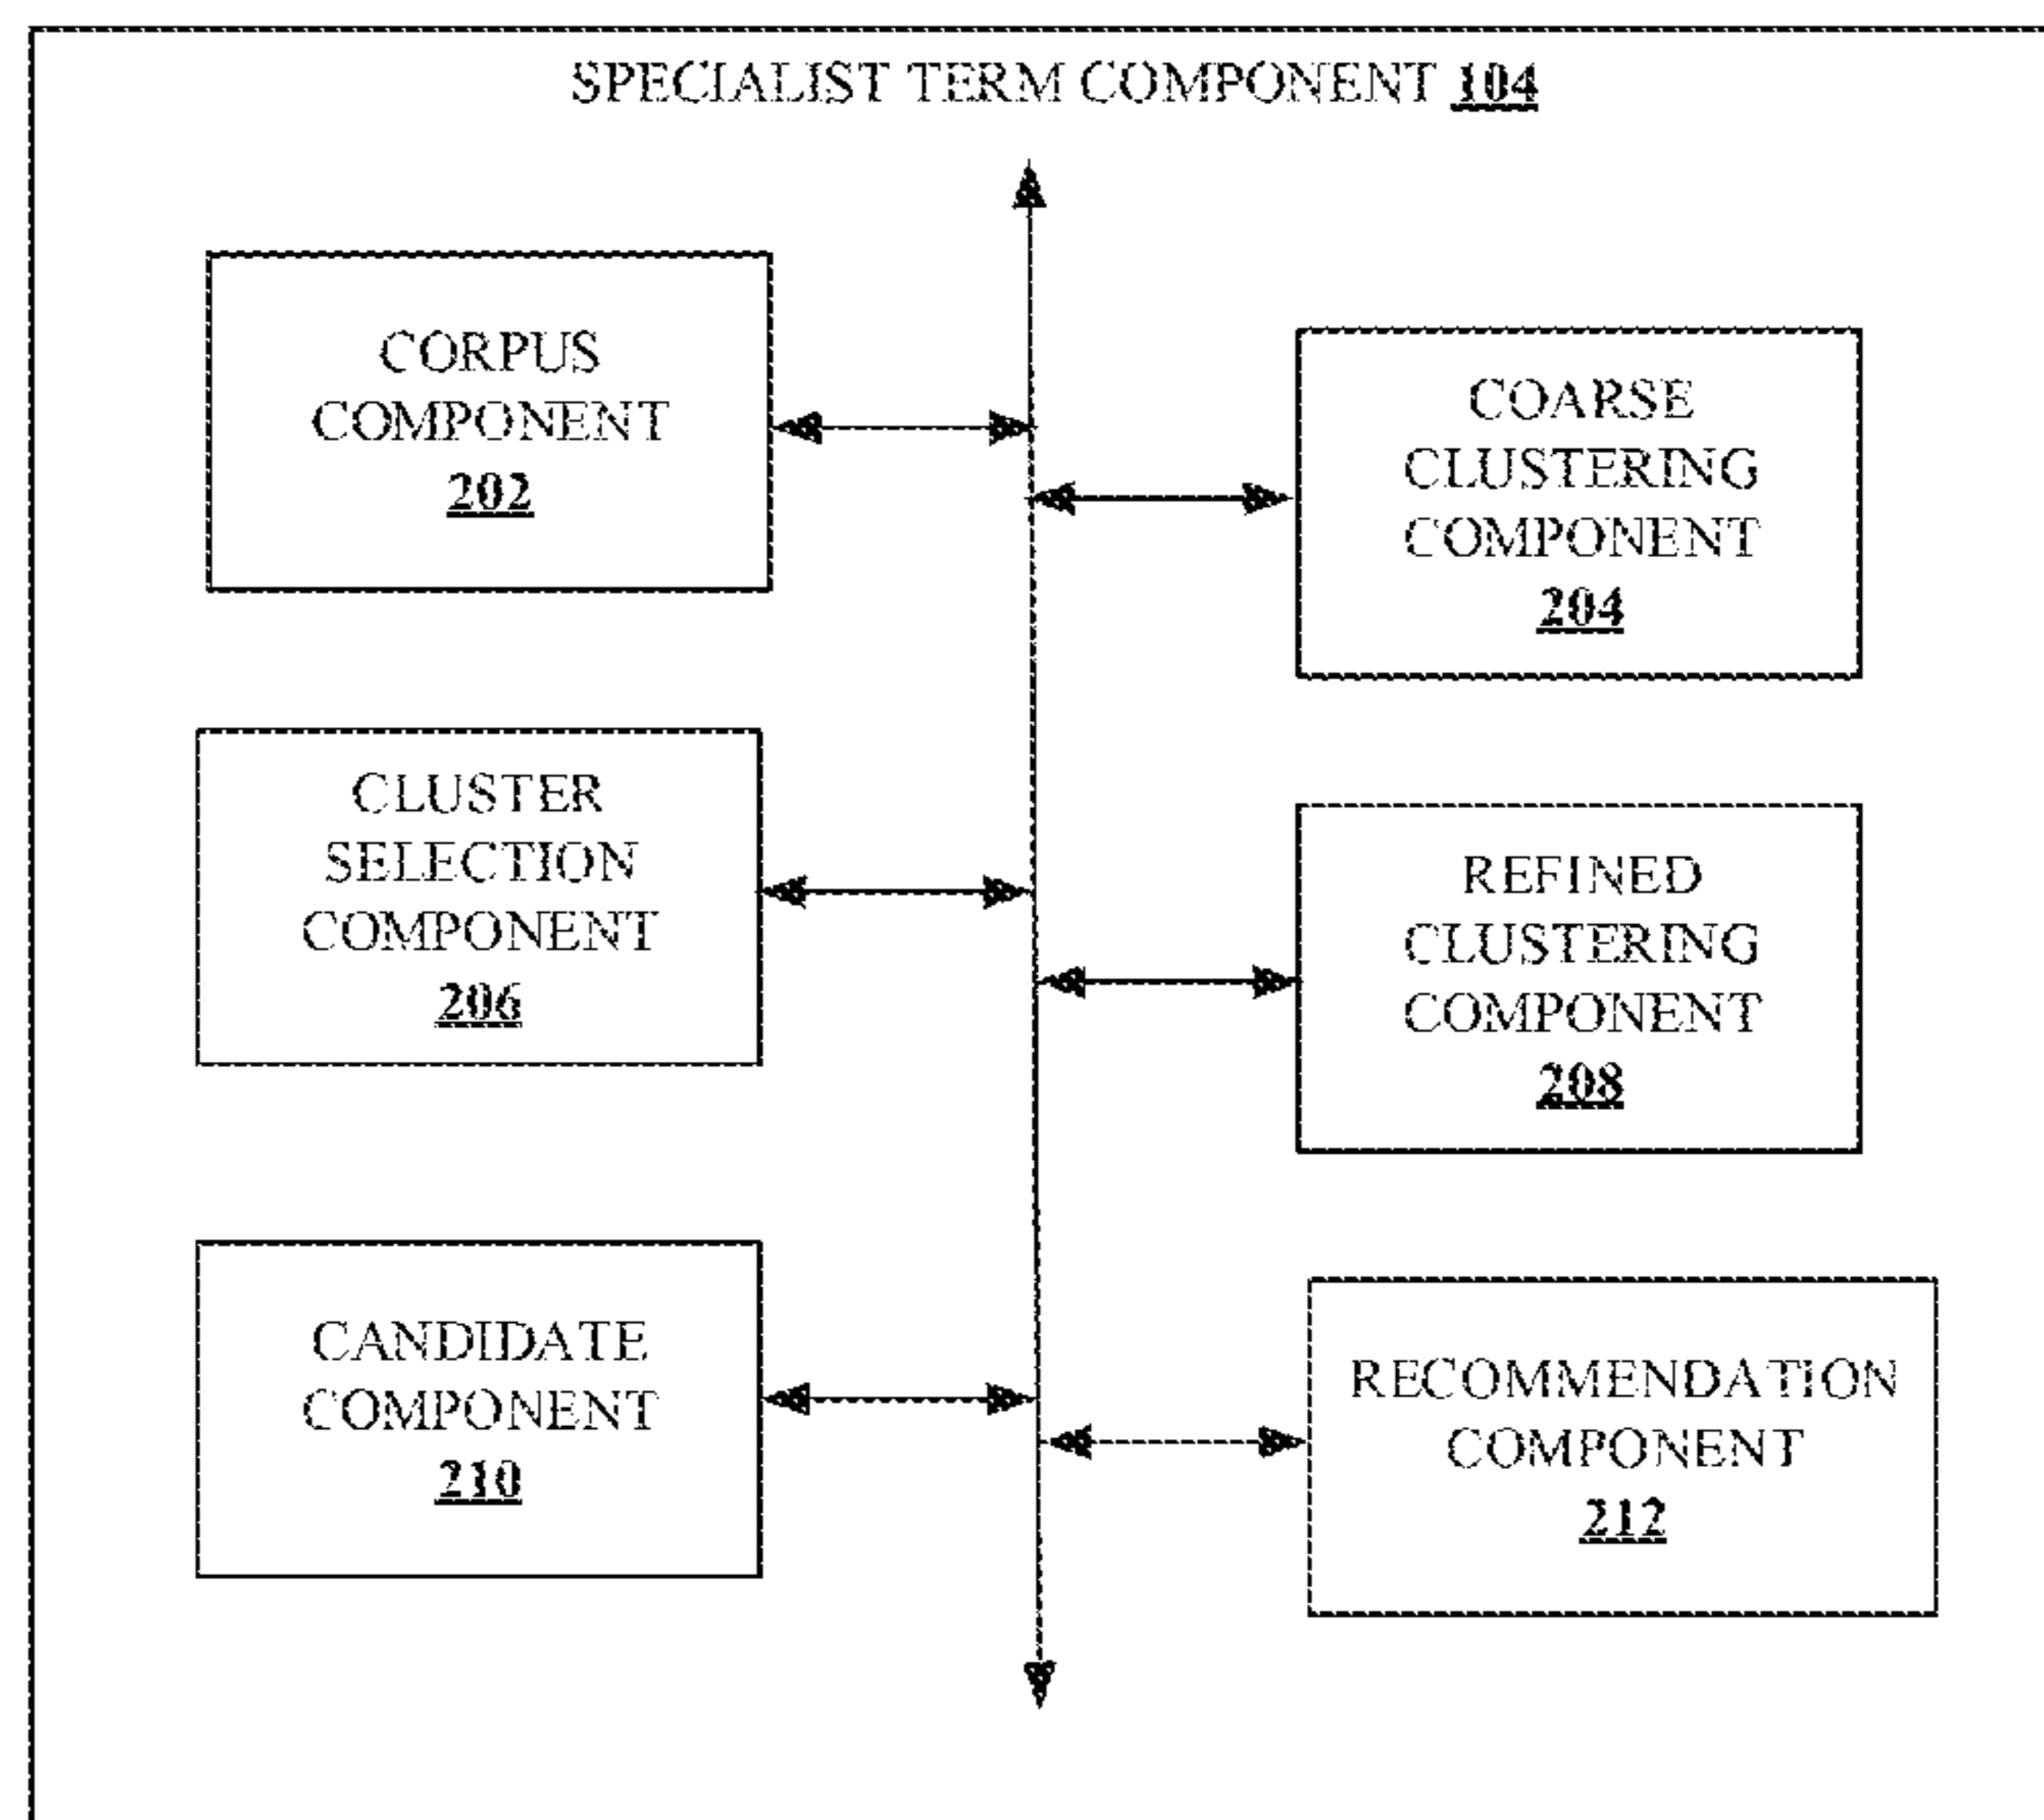 SPECIALIST TERM COMPONENT 104
CORPUS
COMPONENT
202
COARSE
CLUSTERING
COMPONENT
204
CLUSTER
SELECTION
COMPONENT
206
REFINED
CLUSTERING
COMPONENT
208
CANDIDATE
COMPONENT
210
RECOMMENDATION
COMPONENT
212